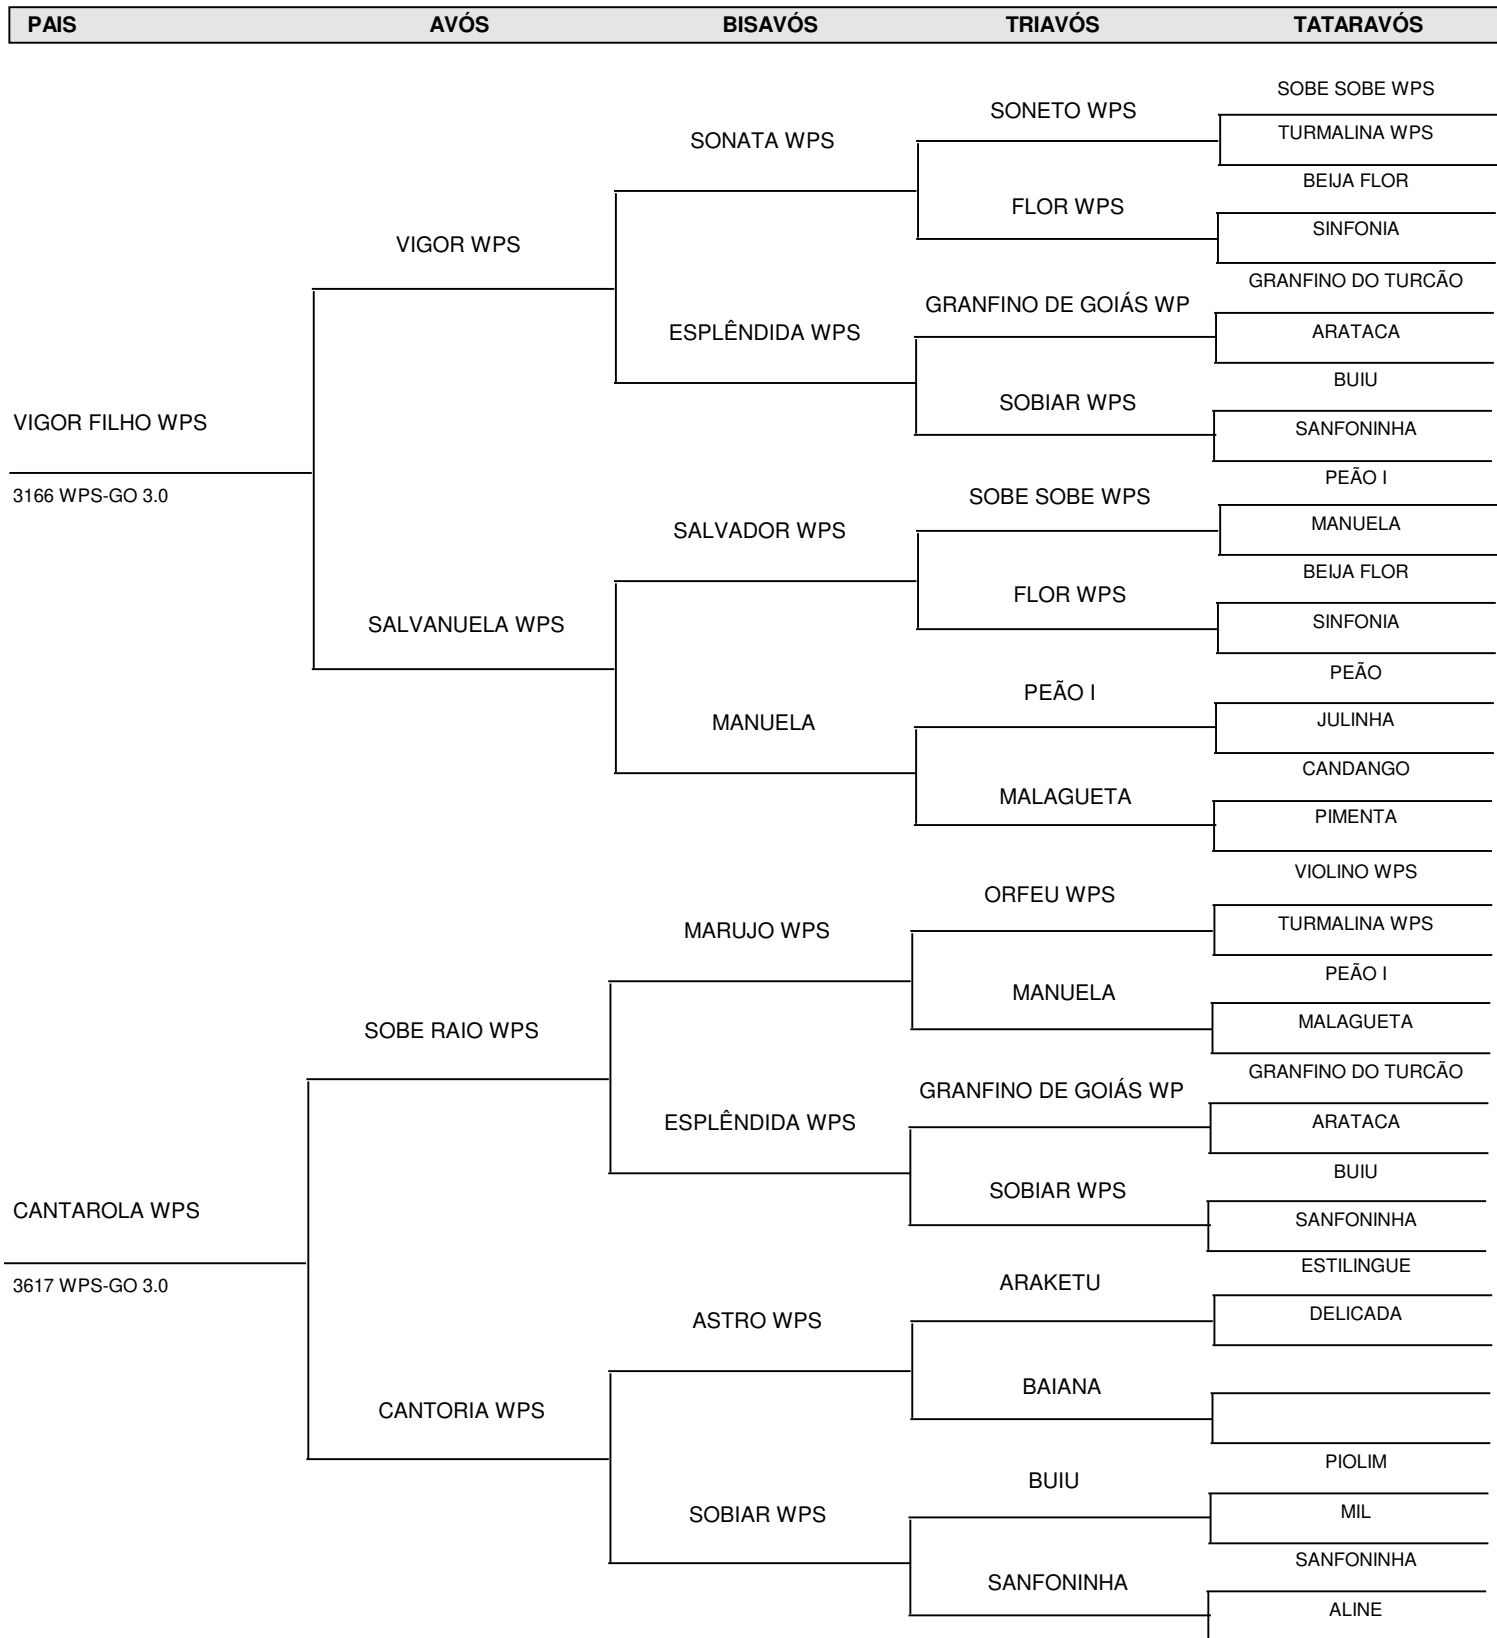 PAIS AVÓS BISAVÓS TRIAVÓS TATARAVÓS
SOBE SOBE WPS
SONETO WPS
TURMALINA WPS
SONATA WPS
BEIJA FLOR
FLOR WPS
SINFONIA
VIGOR WPS
GRANFINO DO TURCÃO
GRANFINO DE GOIÁS WP
ARATACA
ESPLÊNDIDA WPS
BUIU
SOBIAR WPS
VIGOR FILHO WPS
SANFONINHA
PEÃO I
3166 WPS-GO 3.0
SOBE SOBE WPS
MANUELA
SALVADOR WPS
BEIJA FLOR
FLOR WPS
SINFONIA
SALVANUELA WPS
PEÃO
PEÃO I
JULINHA
MANUELA
CANDANGO
MALAGUETA
PIMENTA
VIOLINO WPS
ORFEU WPS
TURMALINA WPS
MARUJO WPS
PEÃO I
MANUELA
MALAGUETA
SOBE RAIO WPS
GRANFINO DO TURCÃO
GRANFINO DE GOIÁS WP
ARATACA
ESPLÊNDIDA WPS
BUIU
SOBIAR WPS
CANTAROLA WPS
SANFONINHA
ESTILINGUE
3617 WPS-GO 3.0
ARAKETU
DELICADA
ASTRO WPS
BAIANA
CANTORIA WPS
PIOLIM
BUIU
MIL
SOBIAR WPS
SANFONINHA
SANFONINHA
ALINE